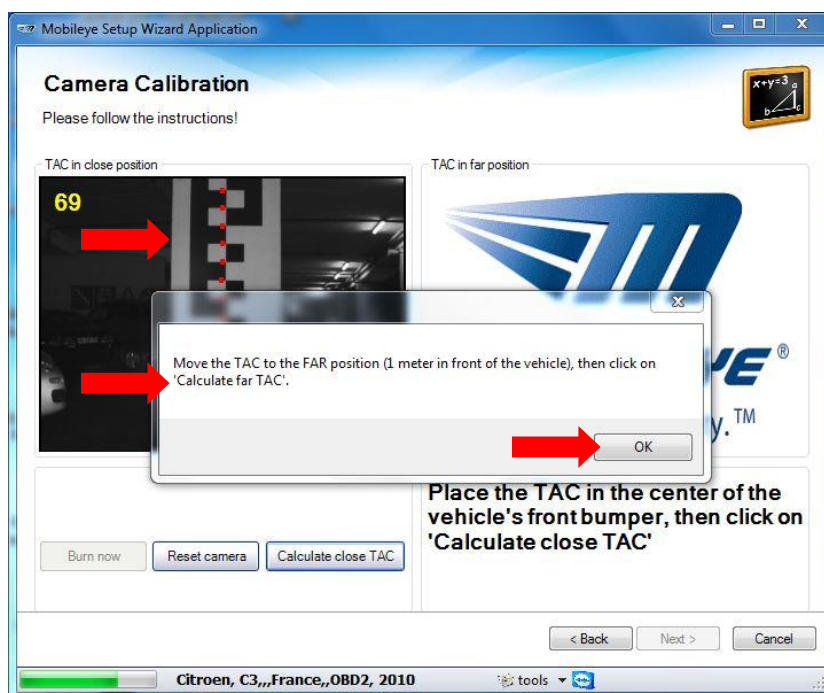 Mobileye Setup Wizard Application
Camera Calibration
Please follow the instructions!
x+y=3
a
b
c
TAC in close position
TAC in far position
69
Move the TAC to the FAR position (1 meter in front of the vehicle), then click on
'Calculate far TAC'.
YE®
y.™
OK
Place the TAC in the center of the
vehicle's front bumper, then click on
'Calculate close TAC'
Burn now
Reset camera
Calculate close TAC
< Back
Next >
Cancel
Citroen, C3,,,France,,OBD2, 2010
tools